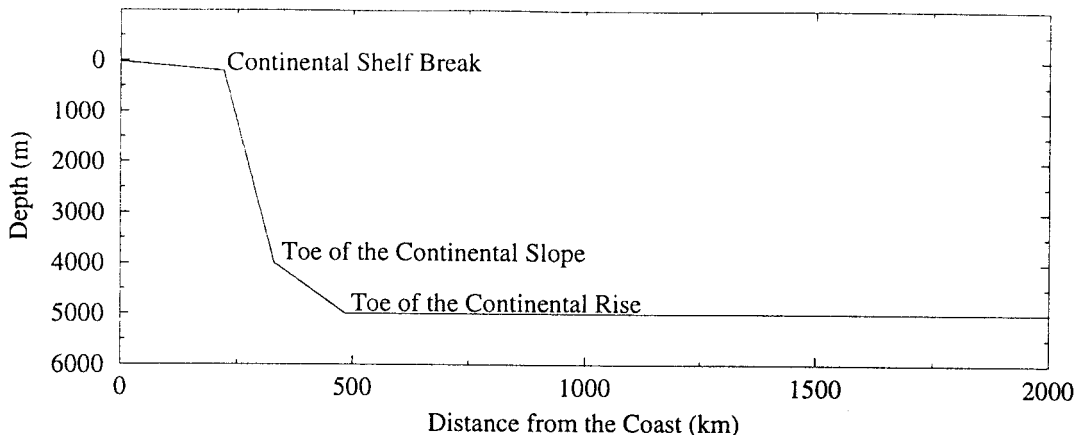 0
Continental Shelf Break
1000
2000
3000
4000
Toe of the Continental Slope
5000
Toe of the Continental Rise
6000
Depth (m)
0
500
1000
1500
2000
Distance from the Coast (km)